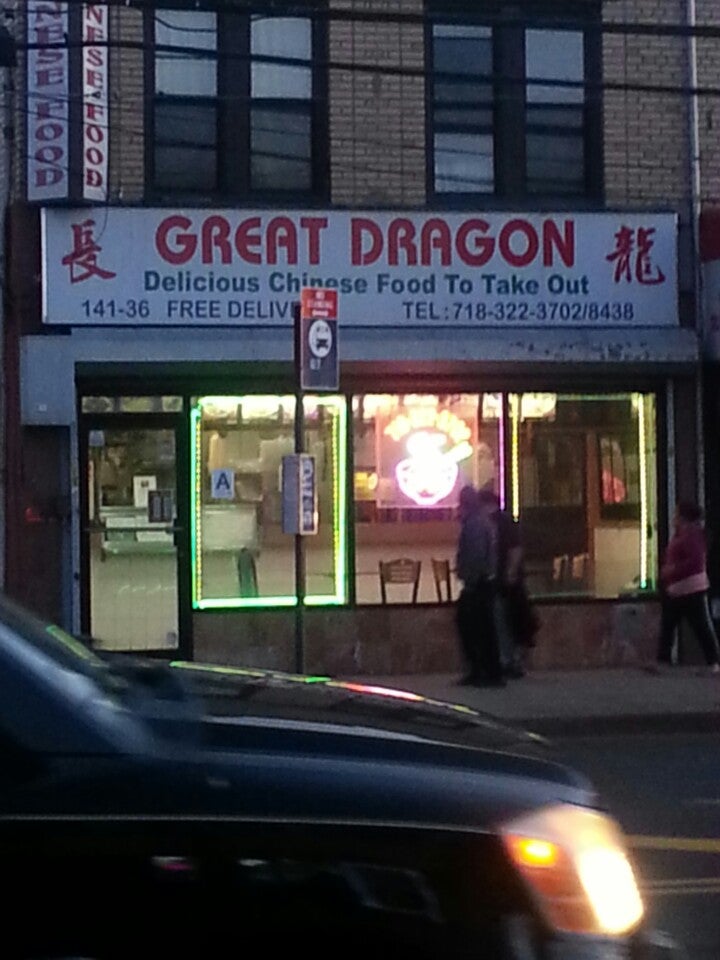 NESE FOOD
NESE FOOD
長 GREAT DRAGON 龍
Delicious Chinese Food To Take Out
141-36 FREE DELIV TEL:718-322-3702/8438
A